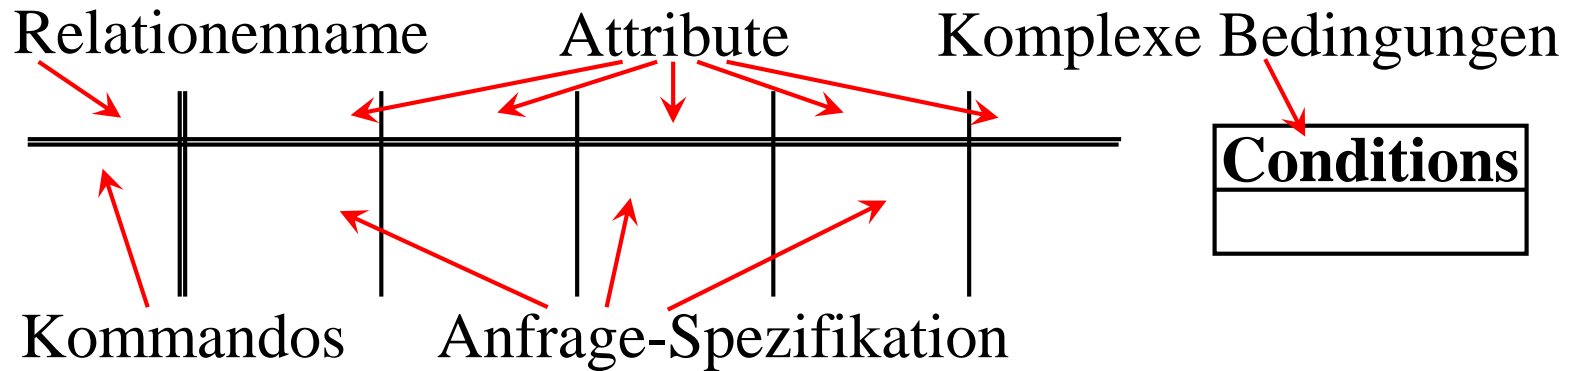 Relationenname Attribute Komplexe Bedingungen
Conditions
Kommandos Anfrage-Spezifikation